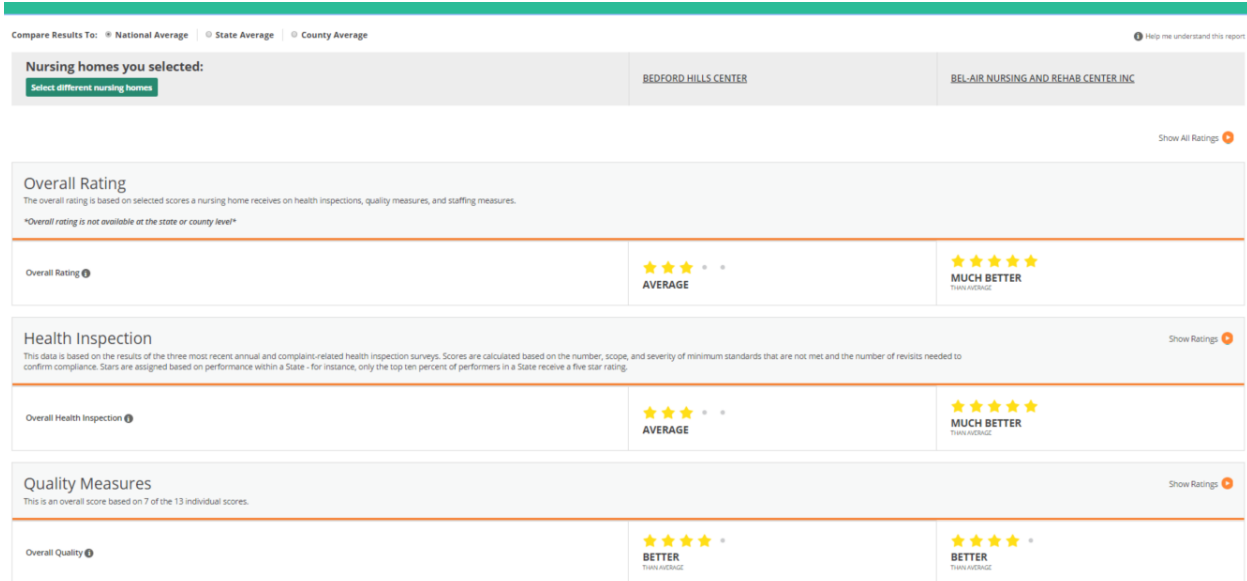 Compare Results To: National Average State Average County Average
Help me understand this report
Nursing homes you selected:
Select different nursing homes
BEDFORD HILLS CENTER
BEL-AIR NURSING AND REHAB CENTER INC
Show All Ratings
Overall Rating
The overall rating is based on selected scores a nursing home receives on health inspections, quality measures, and staffing measures.
*Overall rating is not available at the state or county level*
Overall Rating
AVERAGE
MUCH BETTER
THAN AVERAGE
Health Inspection
Show Ratings
This data is based on the results of the three most recent annual and complaint-related health inspection surveys. Scores are calculated based on the number, scope, and severity of minimum standards that are not met and the number of revisits needed to
confirm compliance. Stars are assigned based on performance within a State - for instance, only the top ten percent of performers in a State receive a five star rating.
Overall Health Inspection
AVERAGE
MUCH BETTER
THAN AVERAGE
Quality Measures
Show Ratings
This is an overall score based on 7 of the 13 individual scores.
Overall Quality
BETTER
THAN AVERAGE
BETTER
THAN AVERAGE